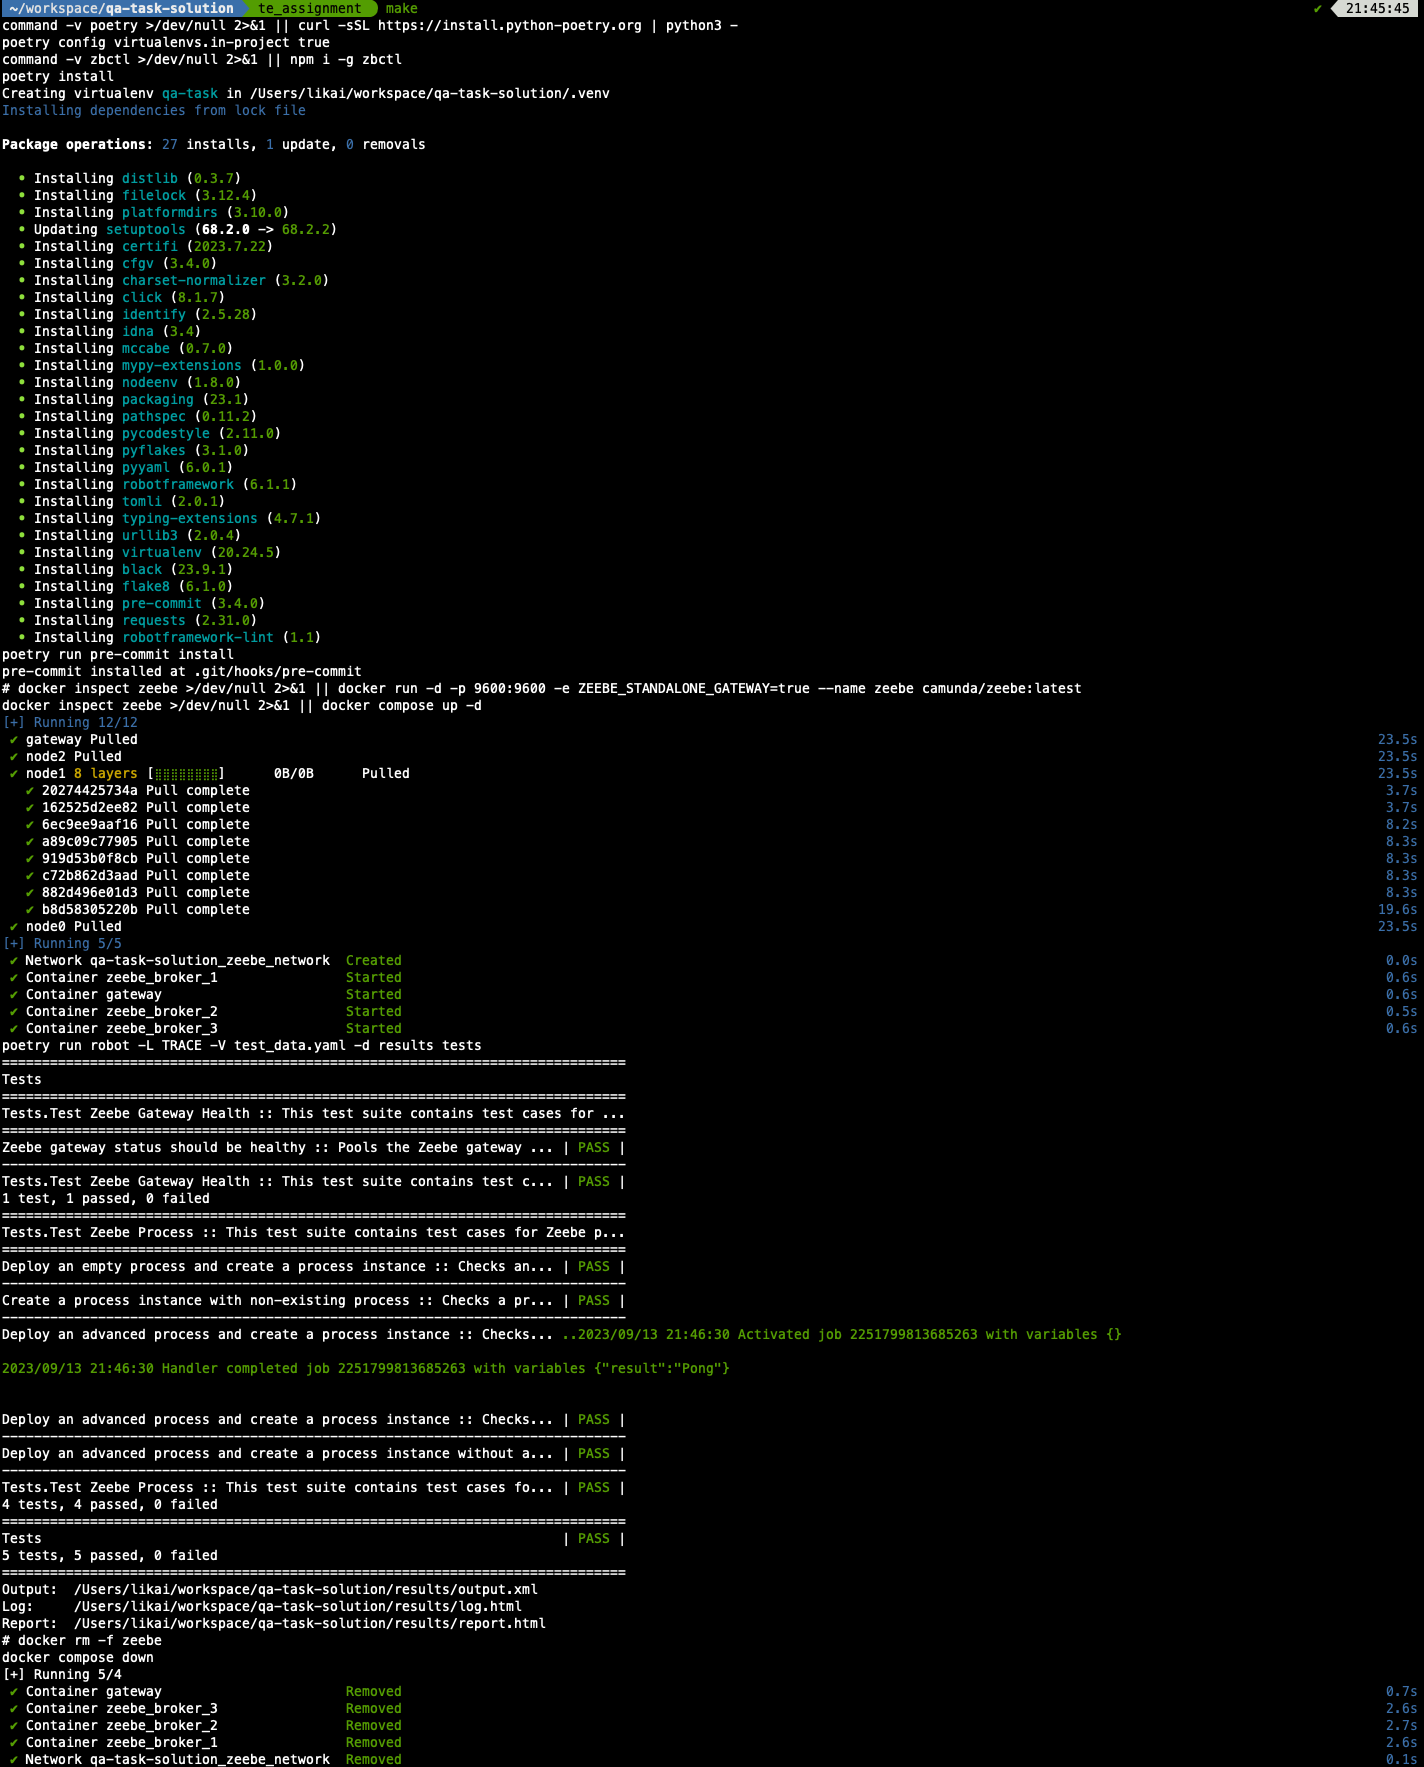 ~/workspace/qa-task-solution te_assignment make ✔ 21:45:45
command -v poetry >/dev/null 2>&1 || curl -sSL https://install.python-poetry.org | python3 -
poetry config virtualenvs.in-project true
command -v zbctl >/dev/null 2>&1 || npm i -g zbctl
poetry install
Creating virtualenv qa-task in /Users/likai/workspace/qa-task-solution/.venv
Installing dependencies from lock file
Package operations: 27 installs, 1 update, 0 removals
• Installing distlib (0.3.7)
• Installing filelock (3.12.4)
• Installing platformdirs (3.10.0)
• Updating setuptools (68.2.0 -> 68.2.2)
• Installing certifi (2023.7.22)
• Installing cfgv (3.4.0)
• Installing charset-normalizer (3.2.0)
• Installing click (8.1.7)
• Installing identify (2.5.28)
• Installing idna (3.4)
• Installing mccabe (0.7.0)
• Installing mypy-extensions (1.0.0)
• Installing nodeenv (1.8.0)
• Installing packaging (23.1)
• Installing pathspec (0.11.2)
• Installing pycodestyle (2.11.0)
• Installing pyflakes (3.1.0)
• Installing pyyaml (6.0.1)
• Installing robotframework (6.1.1)
• Installing tomli (2.0.1)
• Installing typing-extensions (4.7.1)
• Installing urllib3 (2.0.4)
• Installing virtualenv (20.24.5)
• Installing black (23.9.1)
• Installing flake8 (6.1.0)
• Installing pre-commit (3.4.0)
• Installing requests (2.31.0)
• Installing robotframework-lint (1.1)
poetry run pre-commit install
pre-commit installed at .git/hooks/pre-commit
# docker inspect zeebe >/dev/null 2>&1 || docker run -d -p 9600:9600 -e ZEEBE_STANDALONE_GATEWAY=true --name zeebe camunda/zeebe:latest
docker inspect zeebe >/dev/null 2>&1 || docker compose up -d
[+] Running 12/12
✔ gateway Pulled 23.5s
✔ node2 Pulled 23.5s
✔ node1 8 layers [⣿⣿⣿⣿⣿⣿⣿⣿] 0B/0B Pulled 23.5s
✔ 20274425734a Pull complete 3.7s
✔ 162525d2ee82 Pull complete 3.7s
✔ 6ec9ee9aaf16 Pull complete 8.2s
✔ a89c09c77905 Pull complete 8.3s
✔ 919d53b0f8cb Pull complete 8.3s
✔ c72b862d3aad Pull complete 8.3s
✔ 882d496e01d3 Pull complete 8.3s
✔ b8d58305220b Pull complete 19.6s
✔ node0 Pulled 23.5s
[+] Running 5/5
✔ Network qa-task-solution_zeebe_network Created 0.0s
✔ Container zeebe_broker_1 Started 0.6s
✔ Container gateway Started 0.6s
✔ Container zeebe_broker_2 Started 0.5s
✔ Container zeebe_broker_3 Started 0.6s
poetry run robot -L TRACE -V test_data.yaml -d results tests
==============================================================================
Tests
==============================================================================
Tests.Test Zeebe Gateway Health :: This test suite contains test cases for ...
==============================================================================
Zeebe gateway status should be healthy :: Pools the Zeebe gateway ... | PASS |
------------------------------------------------------------------------------
Tests.Test Zeebe Gateway Health :: This test suite contains test c... | PASS |
1 test, 1 passed, 0 failed
==============================================================================
Tests.Test Zeebe Process :: This test suite contains test cases for Zeebe p...
==============================================================================
Deploy an empty process and create a process instance :: Checks an... | PASS |
------------------------------------------------------------------------------
Create a process instance with non-existing process :: Checks a pr... | PASS |
------------------------------------------------------------------------------
Deploy an advanced process and create a process instance :: Checks... ..2023/09/13 21:46:30 Activated job 2251799813685263 with variables {}
2023/09/13 21:46:30 Handler completed job 2251799813685263 with variables {"result":"Pong"}
Deploy an advanced process and create a process instance :: Checks... | PASS |
------------------------------------------------------------------------------
Deploy an advanced process and create a process instance without a... | PASS |
------------------------------------------------------------------------------
Tests.Test Zeebe Process :: This test suite contains test cases fo... | PASS |
4 tests, 4 passed, 0 failed
==============================================================================
Tests | PASS |
5 tests, 5 passed, 0 failed
==============================================================================
Output: /Users/likai/workspace/qa-task-solution/results/output.xml
Log: /Users/likai/workspace/qa-task-solution/results/log.html
Report: /Users/likai/workspace/qa-task-solution/results/report.html
# docker rm -f zeebe
docker compose down
[+] Running 5/4
✔ Container gateway Removed 0.7s
✔ Container zeebe_broker_3 Removed 2.6s
✔ Container zeebe_broker_2 Removed 2.7s
✔ Container zeebe_broker_1 Removed 2.6s
✔ Network qa-task-solution_zeebe_network Removed 0.1s